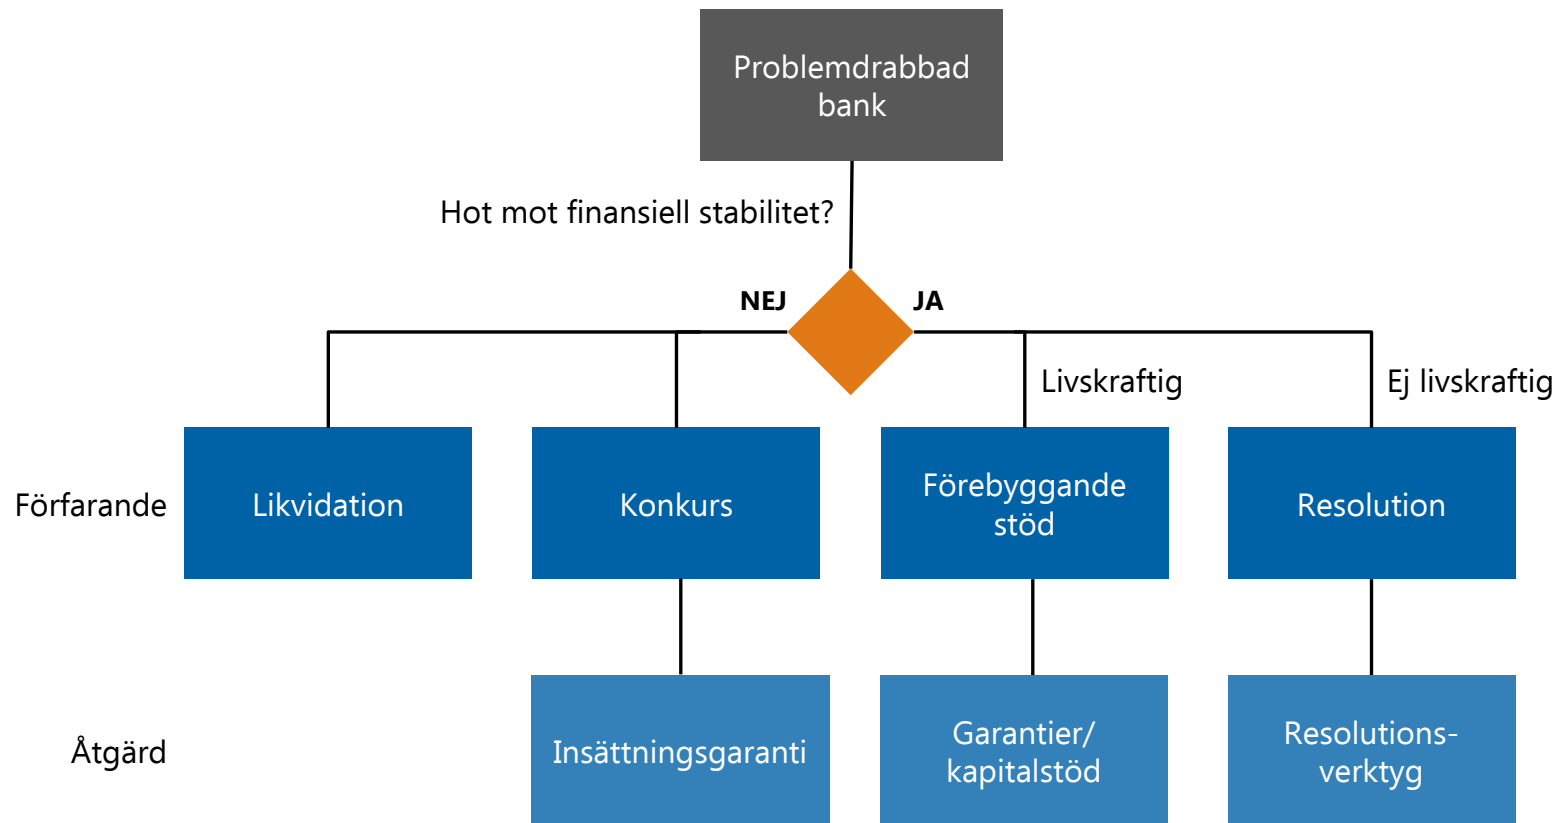 Problemdrabbad
bank
Hot mot finansiell stabilitet?
NEJ
JA
Livskraftig
Ej livskraftig
Förfarande
Likvidation
Konkurs
Förebyggande
stöd
Resolution
Åtgärd
Insättningsgaranti
Garantier/
kapitalstöd
Resolutions-
verktyg